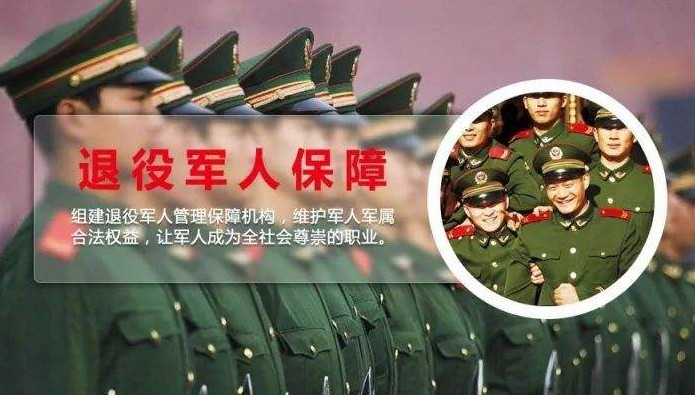 退役军人保障
组建退役军人管理保障机构，维护军人军属
合法权益，让军人成为全社会尊崇的职业。